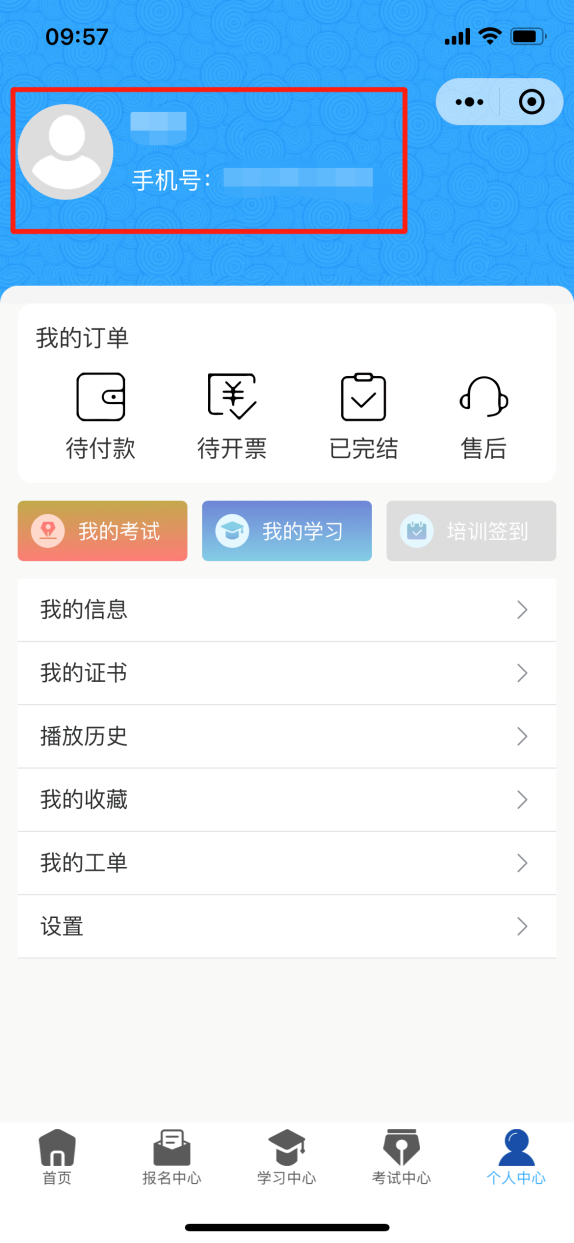 09:57
手机号：
我的订单
待付款 待开票 已完结 售后
我的考试 我的学习 培训签到
我的信息
我的证书
播放历史
我的收藏
我的工单
设置
首页 报名中心 学习中心 考试中心 个人中心